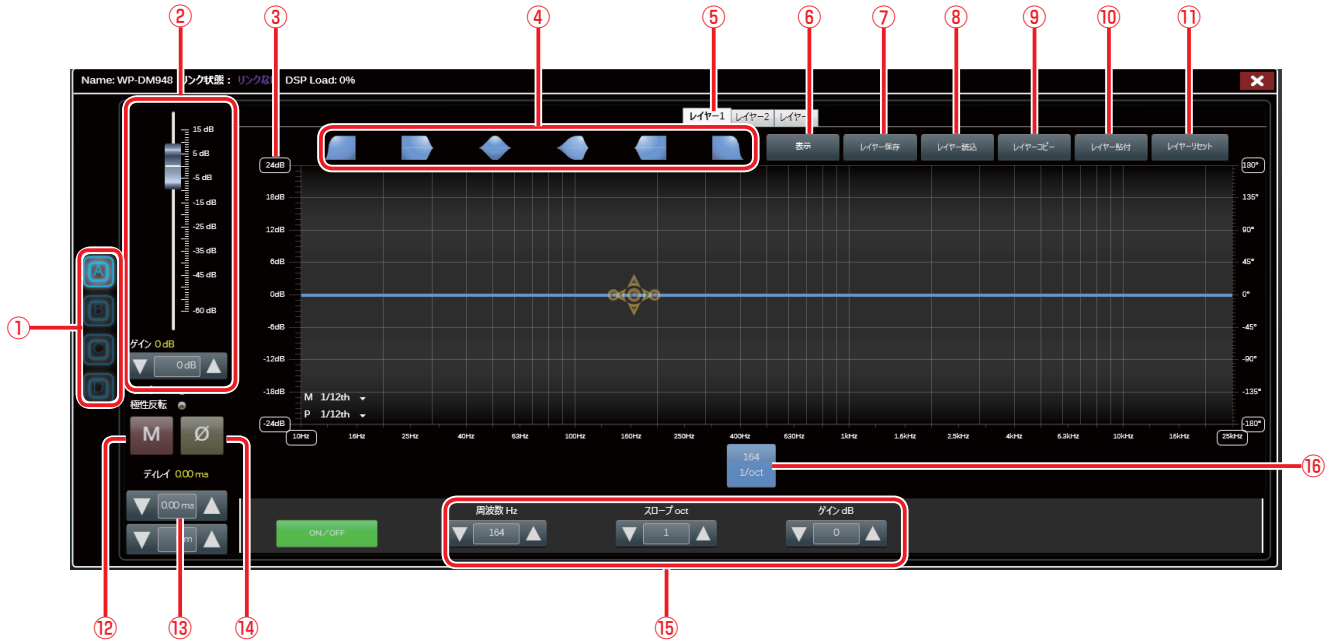 ② ③ ④ ⑤ ⑥ ⑦ ⑧ ⑨ ⑩ ⑪
Name: WP-DM948 リンク状態： リンクなし DSP Load: 0%
レイヤー1 レイヤー2 レイヤー
表示 レイヤー保存 レイヤー読込 レイヤーコピー レイヤー貼付 レイヤーリセット
15 dB
5 dB
-5 dB
-15 dB
-25 dB
-35 dB
-45 dB
-60 dB
24dB
18dB
12dB
6dB
0dB
-6dB
-12dB
-18dB
-24dB
180°
135°
90°
45°
0°
-45°
-90°
-135°
-180°
①
A
B
C
D
ゲイン 0 dB
0 dB
極性反転
M Ø
M 1/12th
P 1/12th
10Hz 16Hz 25Hz 40Hz 63Hz 100Hz 160Hz 250Hz 400Hz 630Hz 1kHz 1.6kHz 2.5kHz 4kHz 6.3kHz 10kHz 16kHz 25kHz
164
1/oct
⑯
ディレイ 0.00 ms
0.00 ms
m
ON／OFF
周波数 Hz スロープ oct ゲイン dB
164 1 0
⑫ ⑬ ⑭ ⑮